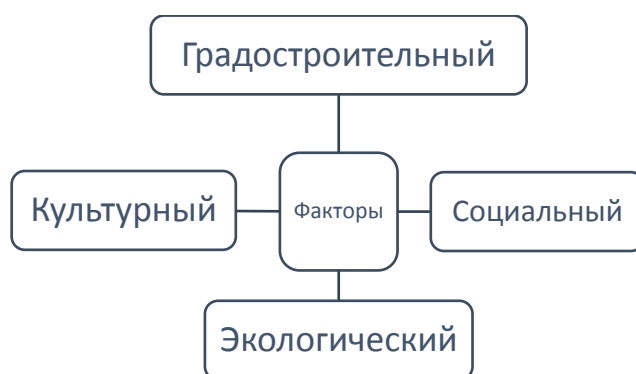 Градостроительный
Культурный
Факторы
Социальный
Экологический